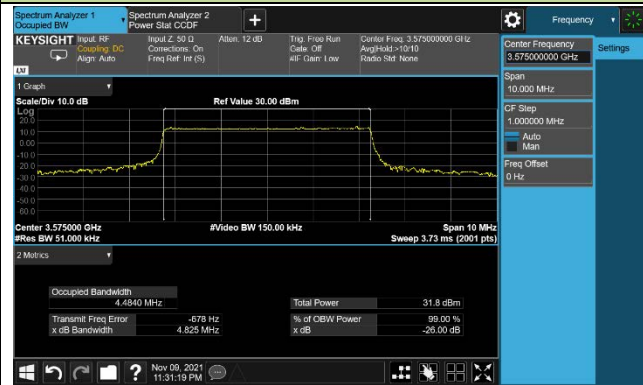 Spectrum Analyzer 1
Occupied BW
Spectrum Analyzer 2
Power Stat CCDF
+
Frequency
KEYSIGHT
Input: RF
Coupling: DC
Align: Auto
Input Z: 50 Ω
Corrections: On
Freq Ref: Int (S)
Atten: 12 dB
Trig: Free Run
Gate: Off
#IF Gain: Low
Center Freq: 3.575000000 GHz
Avg|Hold:>10/10
Radio Std: None
LXI
Center Frequency
3.575000000 GHz
Settings
Span
10.000 MHz
CF Step
1.000000 MHz
Auto
Man
Freq Offset
0 Hz
1 Graph
Scale/Div 10.0 dB
Ref Value 30.00 dBm
Log
20.0
10.0
0.00
-10.0
-20.0
-30.0
-40.0
-50.0
-60.0
Center 3.575000 GHz
#Video BW 150.00 kHz
Span 10 MHz
#Res BW 51.000 kHz
Sweep 3.73 ms (2001 pts)
2 Metrics
Occupied Bandwidth
4.4840 MHz
Total Power
31.8 dBm
Transmit Freq Error
-678 Hz
% of OBW Power
99.00 %
x dB Bandwidth
4.825 MHz
x dB
-26.00 dB
?
Nov 09, 2021
11:31:19 PM